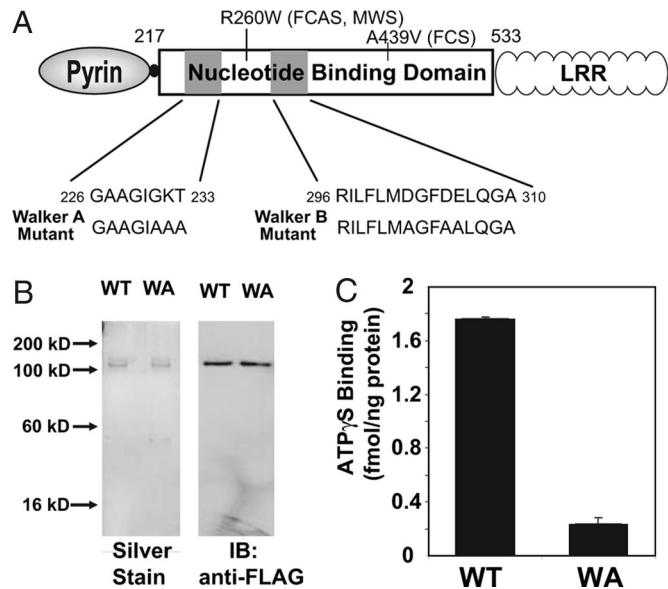 A
R260W (FCAS, MWS)
217
A439V (FCS)
533
Pyrin
Nucleotide Binding Domain
LRR
226 GAAGIGKT 233
Walker A
Mutant
GAAGIAAA
296 RILFLMDGFDELQGA 310
Walker B
Mutant
RILFLMAGFAALQGA
B
WT WA
WT WA
200 kD
100 kD
60 kD
16 kD
Silver
Stain
IB:
anti-FLAG
C
ATPγS Binding
(fmol/ng protein)
2
1.6
1.2
0.8
0.4
0
WT
WA